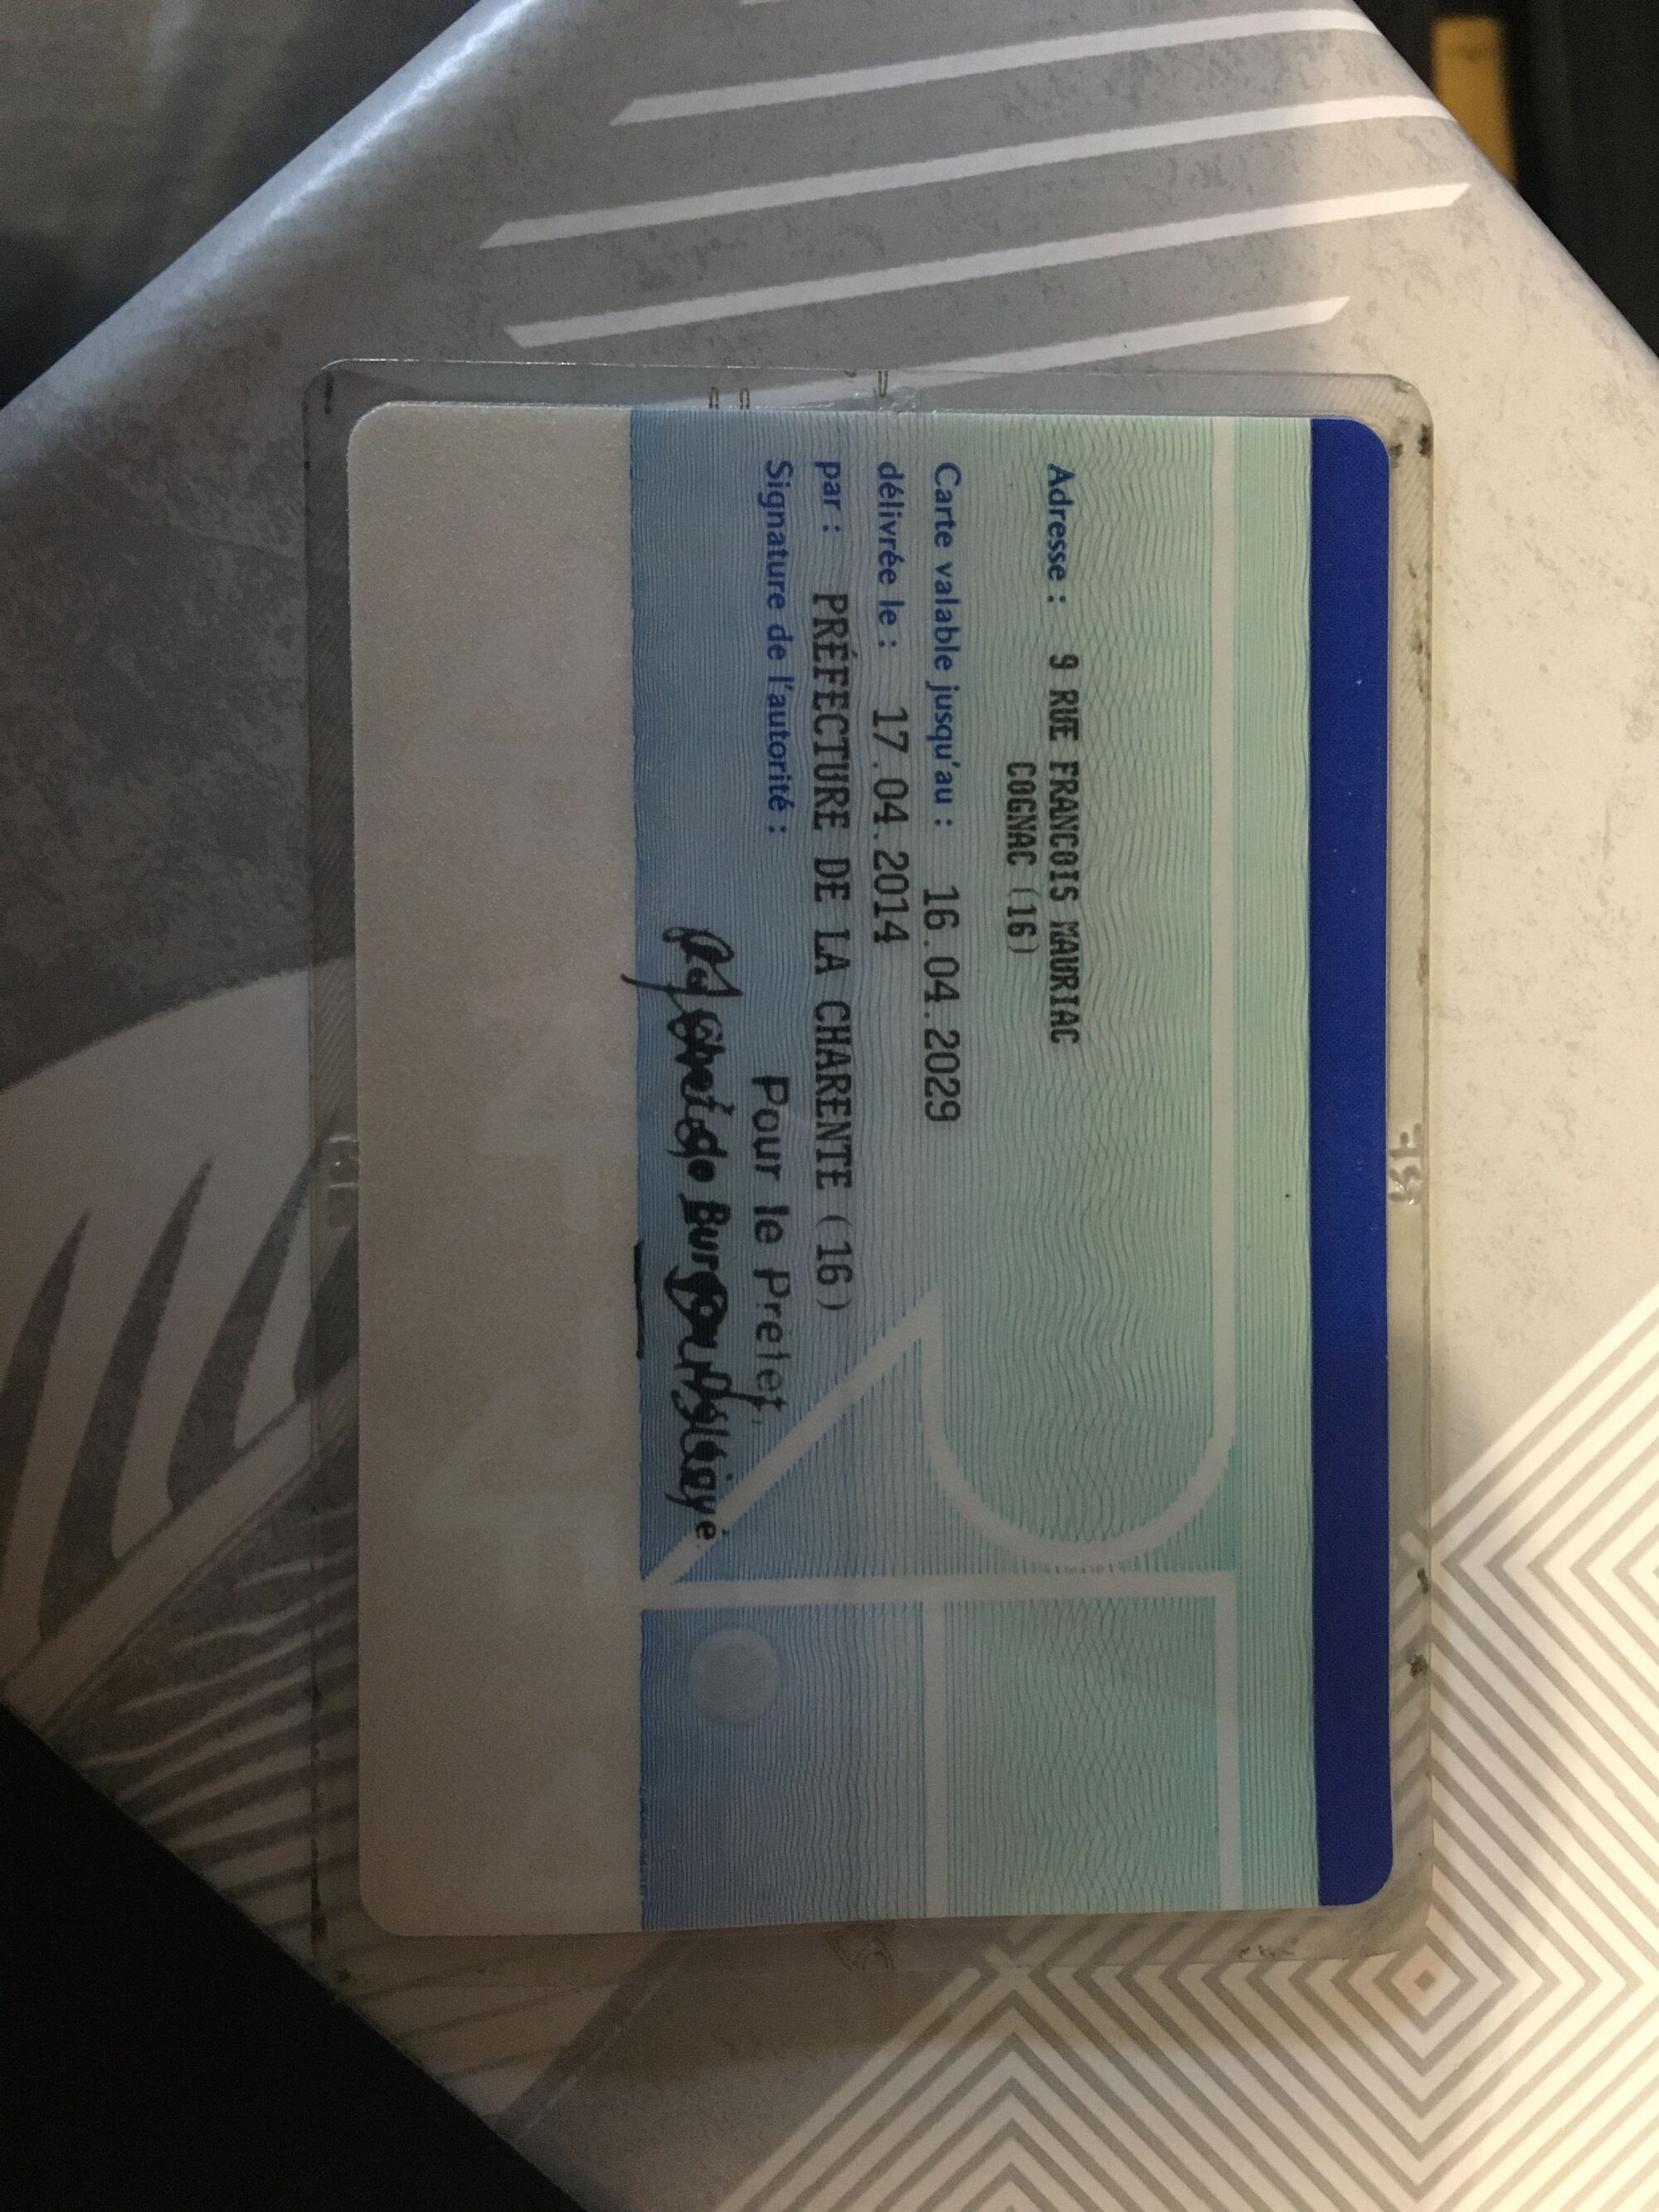 Adresse : 9 RUE FRANCOIS MAURIAC
COGNAC (16)
Carte valable jusqu'au : 16.04.2029
délivrée le : 17.04.2014
par : PRÉFECTURE DE LA CHARENTE (16)
Signature de l'autorité :
Pour le Préfet,